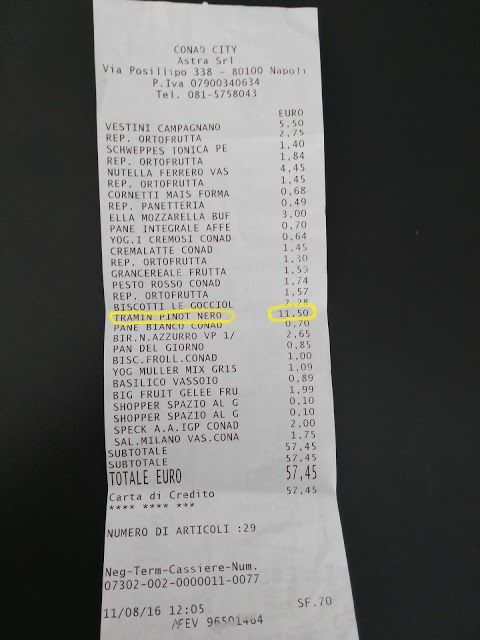 CONAD CITY
Astra Srl
Via Posillipo 338 - 80100 Napoli
P.Iva 07900340634
Tel. 081-5758043
EURO
VESTINI CAMPAGNANO 5,50
REP. ORTOFRUTTA 2,75
SCHWEPPES TONICA PE 1,40
REP. ORTOFRUTTA 1,84
NUTELLA FERRERO VAS 4,45
REP. ORTOFRUTTA 1,45
CORNETTI MAIS FORMA 0,68
REP. PANETTERIA 0,49
ELLA MOZZARELLA BUF 3,00
PANE INTEGRALE AFFE 0,70
YOG.I CREMOSI CONAD 0,64
CREMALATTE CONAD 1,45
REP. ORTOFRUTTA 1,30
GRANCEREALE FRUTTA 1,59
PESTO ROSSO CONAD 1,74
REP. ORTOFRUTTA 1,57
BISCOTTI LE GOCCIOL 2,28
TRAMIN PINOT NERO 11,50
PANE BIANCO CONAD 0,70
BIR.N.AZZURRO VP 1/ 2,65
PAN DEL GIORNO 0,85
BISC.FROLL.CONAD 1,00
YOG MULLER MIX GR15 1,09
BASILICO VASSOIO 0,89
BIG FRUIT GELEE FRU 1,99
SHOPPER SPAZIO AL G 0,10
SHOPPER SPAZIO AL G 0,10
SPECK A.A.IGP CONAD 2,00
SAL.MILANO VAS.CONA 1,75
SUBTOTALE 57,45
SUBTOTALE 57,45
TOTALE EURO 57,45
Carta di Credito 57,45
**** **** ***
NUMERO DI ARTICOLI :29
Neg-Term-Cassiere-Num.
07302-002-0000011-0077
11/08/16 12:05 SF.70
AFEV 96501464